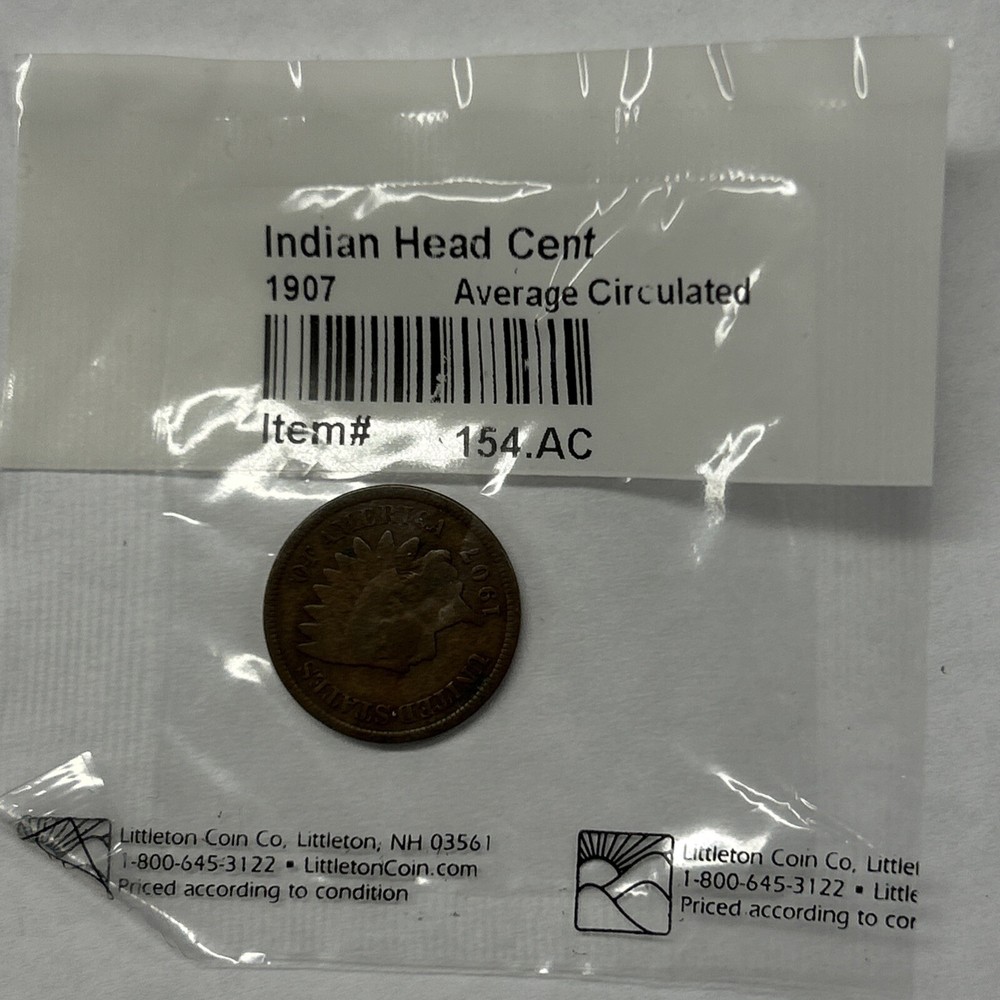 Indian Head Cent
1907 Average Circulated
Item# 154.AC
UNITED STATES OF AMERICA
1907
Littleton Coin Co, Littleton, NH 03561
1-800-645-3122 ▪ LittletonCoin.com
Priced according to condition
Littleton Coin Co, Littlet
1-800-645-3122 ▪ Little
Priced according to cor